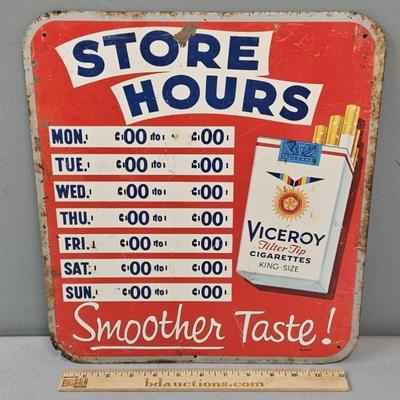 STORE
HOURS
MON. :00 to :00
TUE. :00 to :00
WED. :00 to :00
THU. :00 to :00
FRI. :00 to :00
SAT. :00 to :00
SUN. :00 to :00
VICEROY
Filter Tip
CIGARETTES
KING-SIZE
Smoother Taste!
bdauctions.com